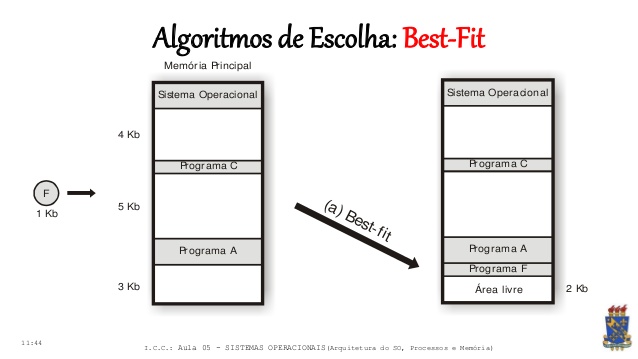 Algoritmos de Escolha: Best-Fit
Memória Principal
Sistema Operacional
4 Kb
Programa C
F
1 Kb
5 Kb
Programa A
3 Kb
(a) Best-fit
Sistema Operacional
Programa C
Programa A
Programa F
Área livre
2 Kb
11:44
I.C.C.: Aula 05 - SISTEMAS OPERACIONAIS(Arquitetura do SO, Processos e Memória)